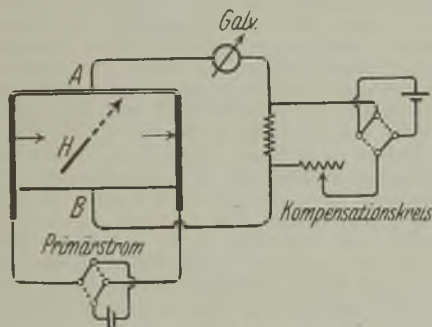 Galv.
A
H
B
Kompensationskreis
Primärstrom